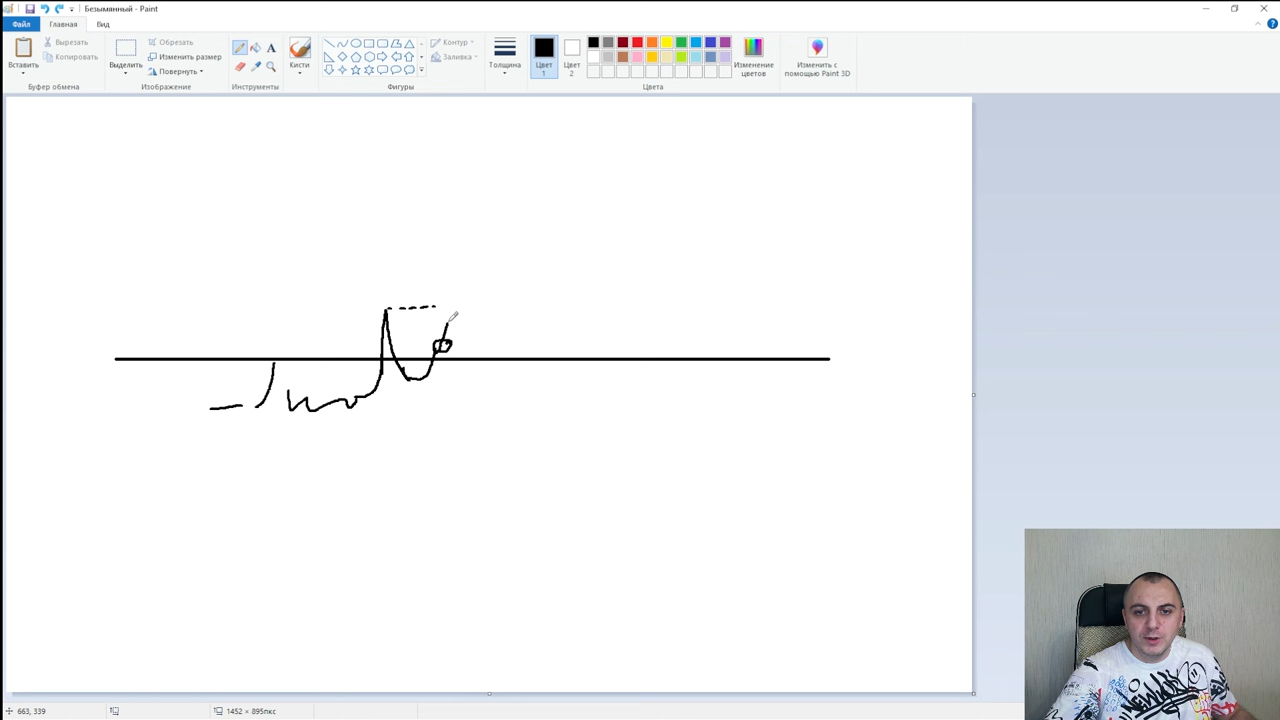 Безымянный - Paint
Файл
Главная
Вид
Вставить
Вырезать
Копировать
Буфер обмена
Выделить
Обрезать
Изменить размер
Повернуть
Изображение
A
Инструменты
Кисти
Контур
Заливка
Фигуры
Толщина
Цвет
1
Цвет
2
Изменение
цветов
Цвета
Изменить с
помощью Paint 3D
663, 339
1452 × 895пкс